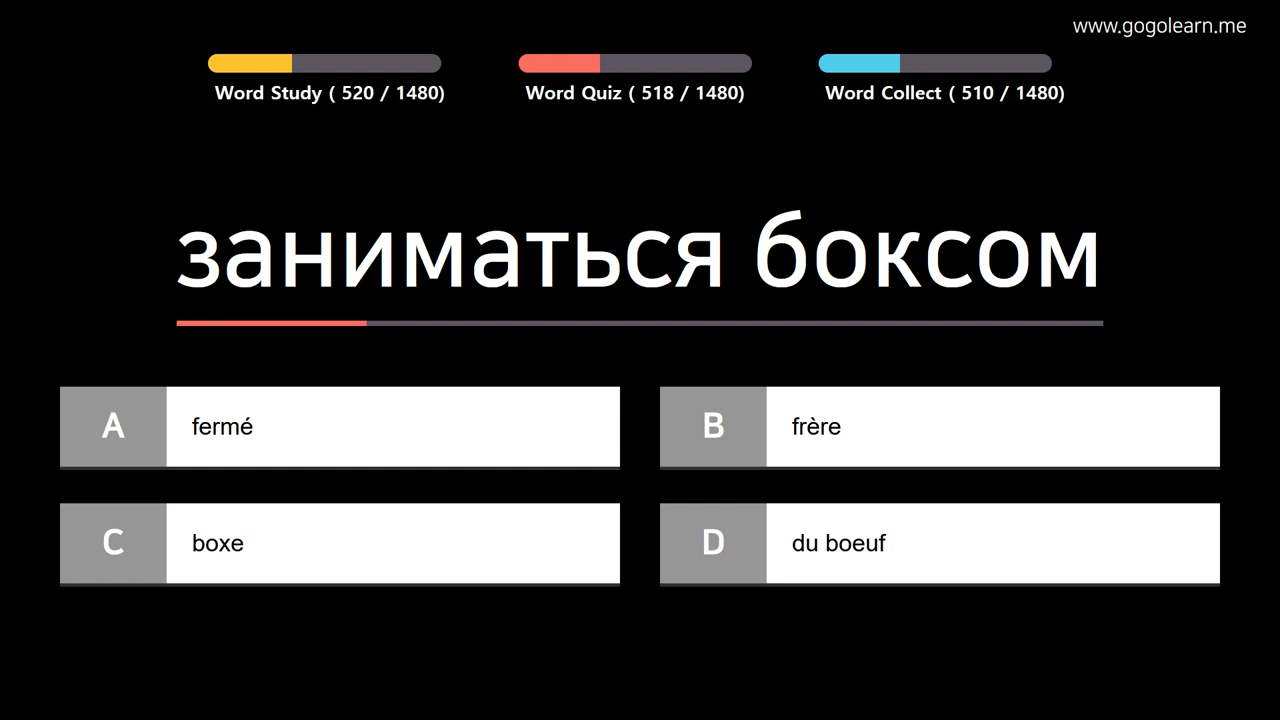 www.gogolearn.me
Word Study ( 520 / 1480)
Word Quiz ( 518 / 1480)
Word Collect ( 510 / 1480)
заниматься боксом
A fermé
B frère
C boxe
D du boeuf